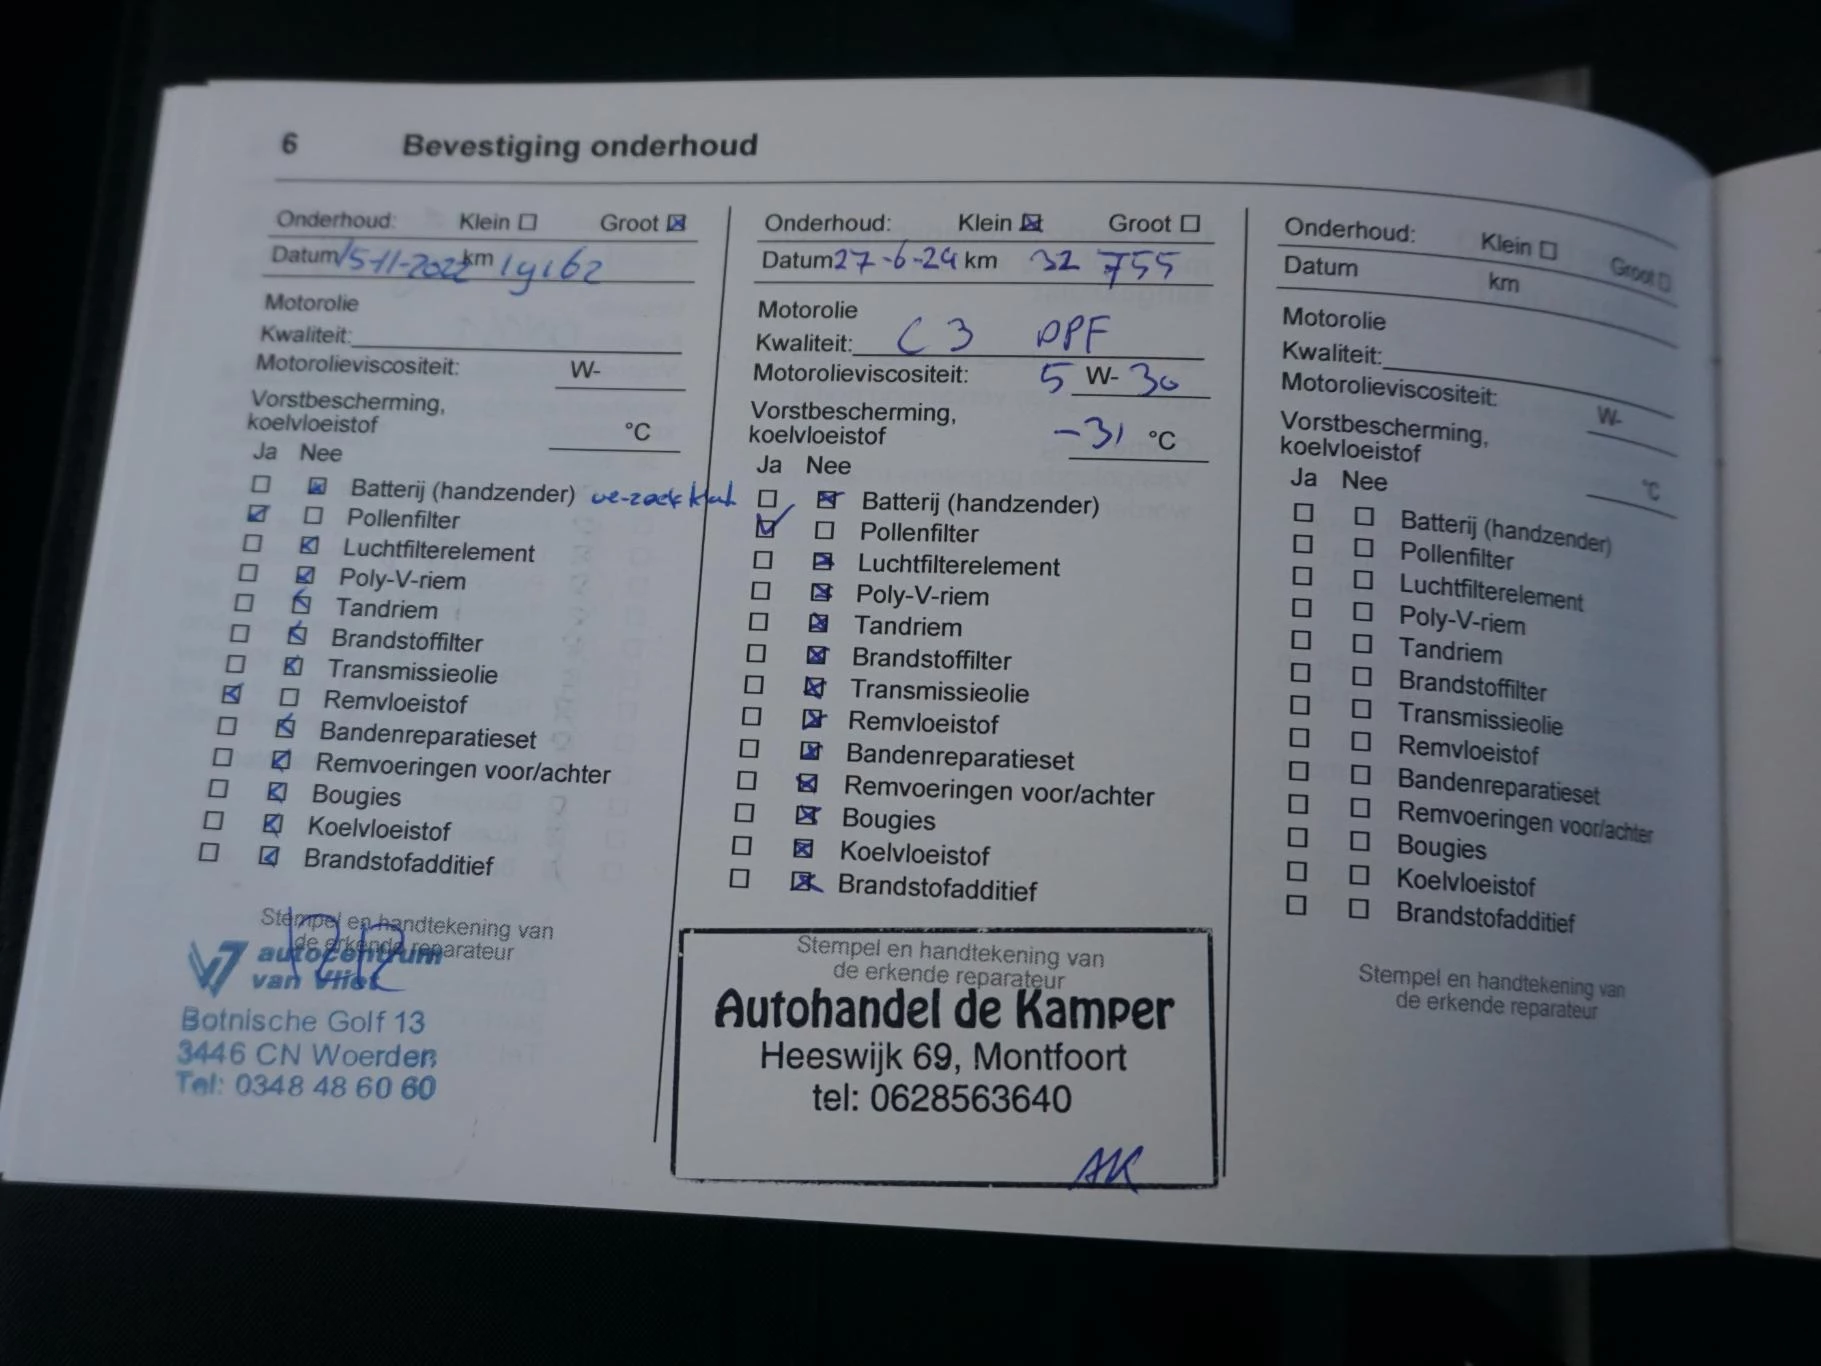 6 Bevestiging onderhoud
Onderhoud: Klein ☐ Groot ☒
Datum 15-11-2022 km 19162
Motorolie
Kwaliteit:
Motorolieviscositeit: W-
Vorstbescherming,
koelvloeistof °C
Ja Nee
☐ ☒ Batterij (handzender)
☒ ☐ Pollenfilter
☐ ☒ Luchtfilterelement
☐ ☒ Poly-V-riem
☐ ☒ Tandriem
☐ ☒ Brandstoffilter
☐ ☒ Transmissieolie
☒ ☐ Remvloeistof
☐ ☒ Bandenreparatieset
☐ ☒ Remvoeringen voor/achter
☐ ☒ Bougies
☐ ☒ Koelvloeistof
☐ ☒ Brandstofadditief
Stempel en handtekening van
de erkende reparateur
autocentrum
van Vliet
Botnische Golf 13
3446 CN Woerden
Tel: 0348 48 60 60
Onderhoud: Klein ☒ Groot ☐
Datum 27-6-24 km 32 755
Motorolie
Kwaliteit: C3 DPF
Motorolieviscositeit: 5 W- 30
Vorstbescherming,
koelvloeistof -31 °C
Ja Nee
☐ ☒ Batterij (handzender)
☒ ☐ Pollenfilter
☐ ☒ Luchtfilterelement
☐ ☒ Poly-V-riem
☐ ☒ Tandriem
☐ ☒ Brandstoffilter
☐ ☒ Transmissieolie
☐ ☒ Remvloeistof
☐ ☒ Bandenreparatieset
☐ ☒ Remvoeringen voor/achter
☐ ☒ Bougies
☐ ☒ Koelvloeistof
☐ ☒ Brandstofadditief
Stempel en handtekening van
de erkende reparateur
Autohandel de Kamper
Heeswijk 69, Montfoort
tel: 0628563640
AK
Onderhoud: Klein ☐ Groot ☐
Datum km
Motorolie
Kwaliteit:
Motorolieviscositeit: W-
Vorstbescherming,
koelvloeistof °C
Ja Nee
☐ ☐ Batterij (handzender)
☐ ☐ Pollenfilter
☐ ☐ Luchtfilterelement
☐ ☐ Poly-V-riem
☐ ☐ Tandriem
☐ ☐ Brandstoffilter
☐ ☐ Transmissieolie
☐ ☐ Remvloeistof
☐ ☐ Bandenreparatieset
☐ ☐ Remvoeringen voor/achter
☐ ☐ Bougies
☐ ☐ Koelvloeistof
☐ ☐ Brandstofadditief
Stempel en handtekening van
de erkende reparateur